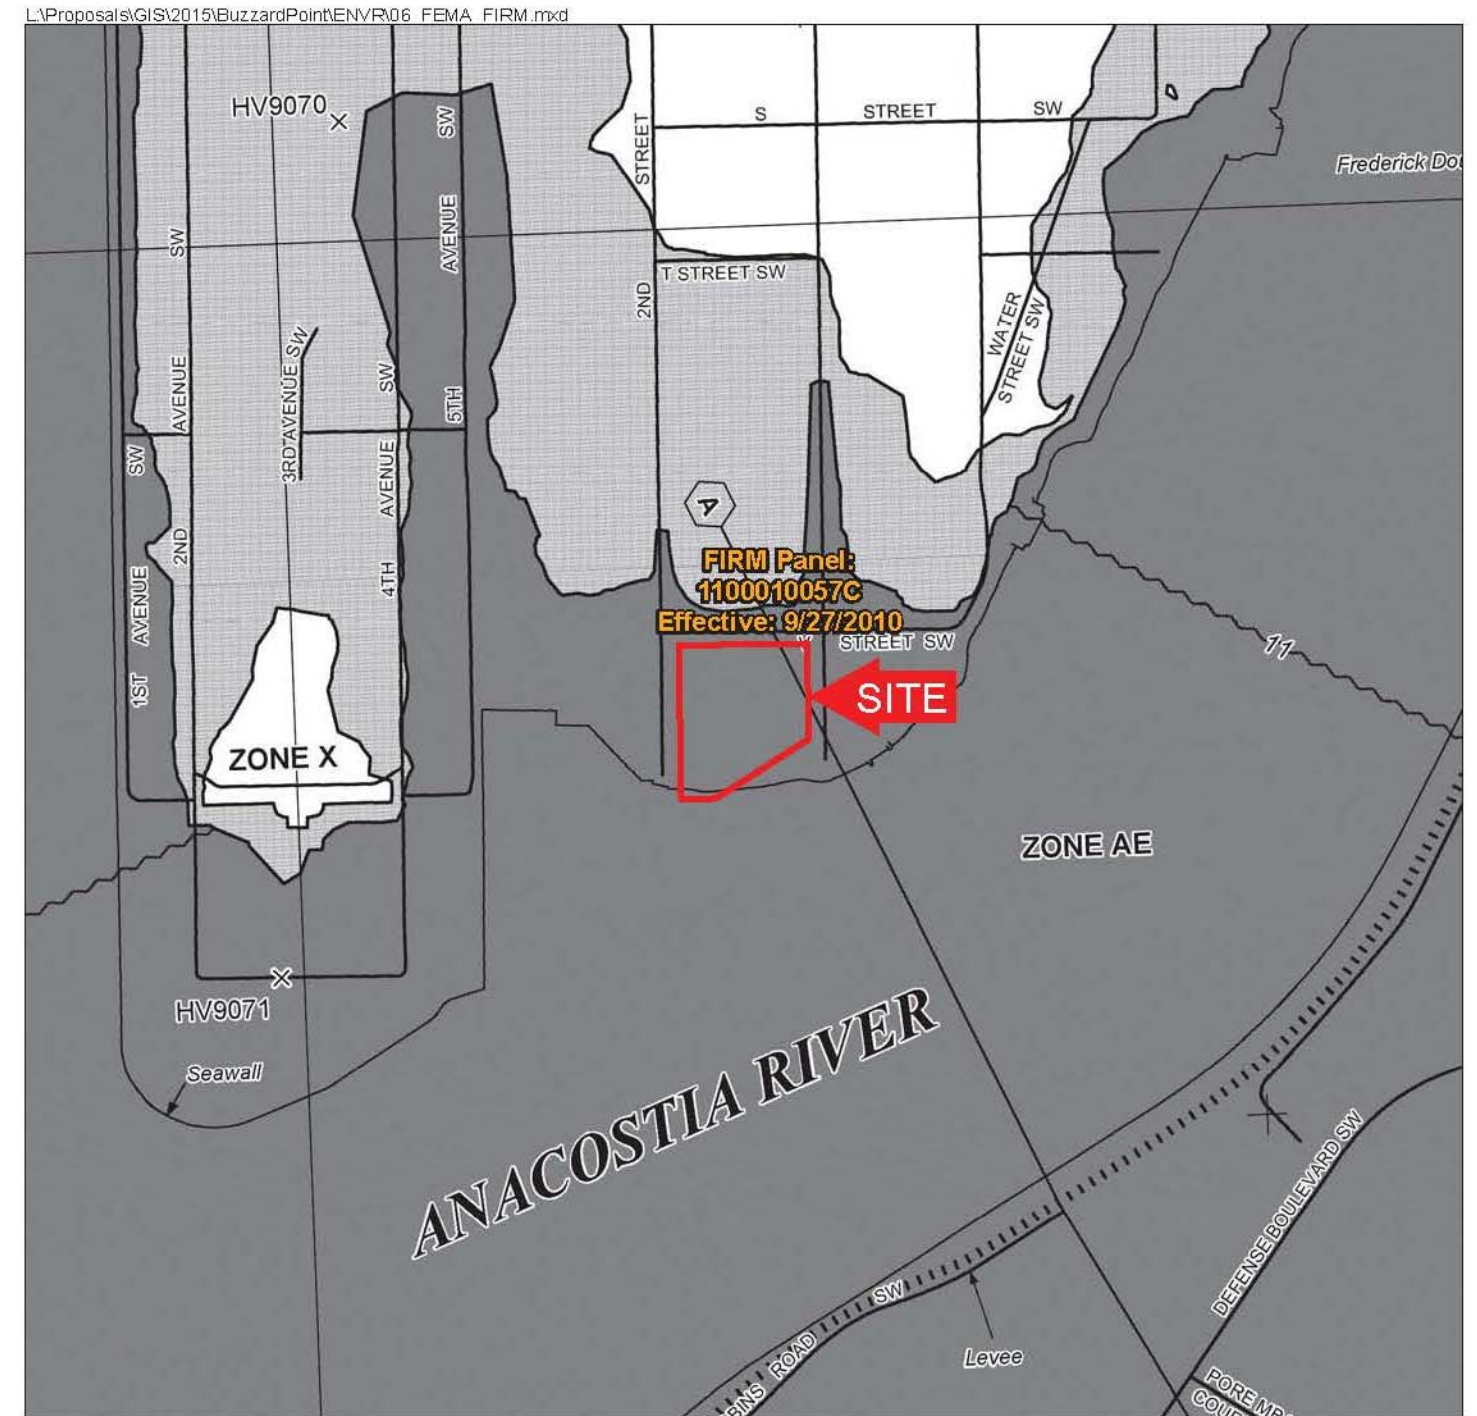 L:\Proposals\GIS\2015\BuzzardPoint\ENVR\06_FEMA_FIRM.mxd
HV9070
SW
STREET
S
STREET
SW
Frederick Dou
SW
AVENUE
T STREET SW
2ND
WATER
STREET SW
3RD AVENUE SW
AVENUE
SW
5TH
SW
AVENUE
2ND
4TH
AVENUE
1ST
A
FIRM Panel:
1100010057C
Effective: 9/27/2010
V
STREET SW
11
SITE
ZONE X
ZONE AE
HV9071
Seawall
ANACOSTIA RIVER
DEFENSE BOULEVARD SW
SW
ROAD
BINS
Levee